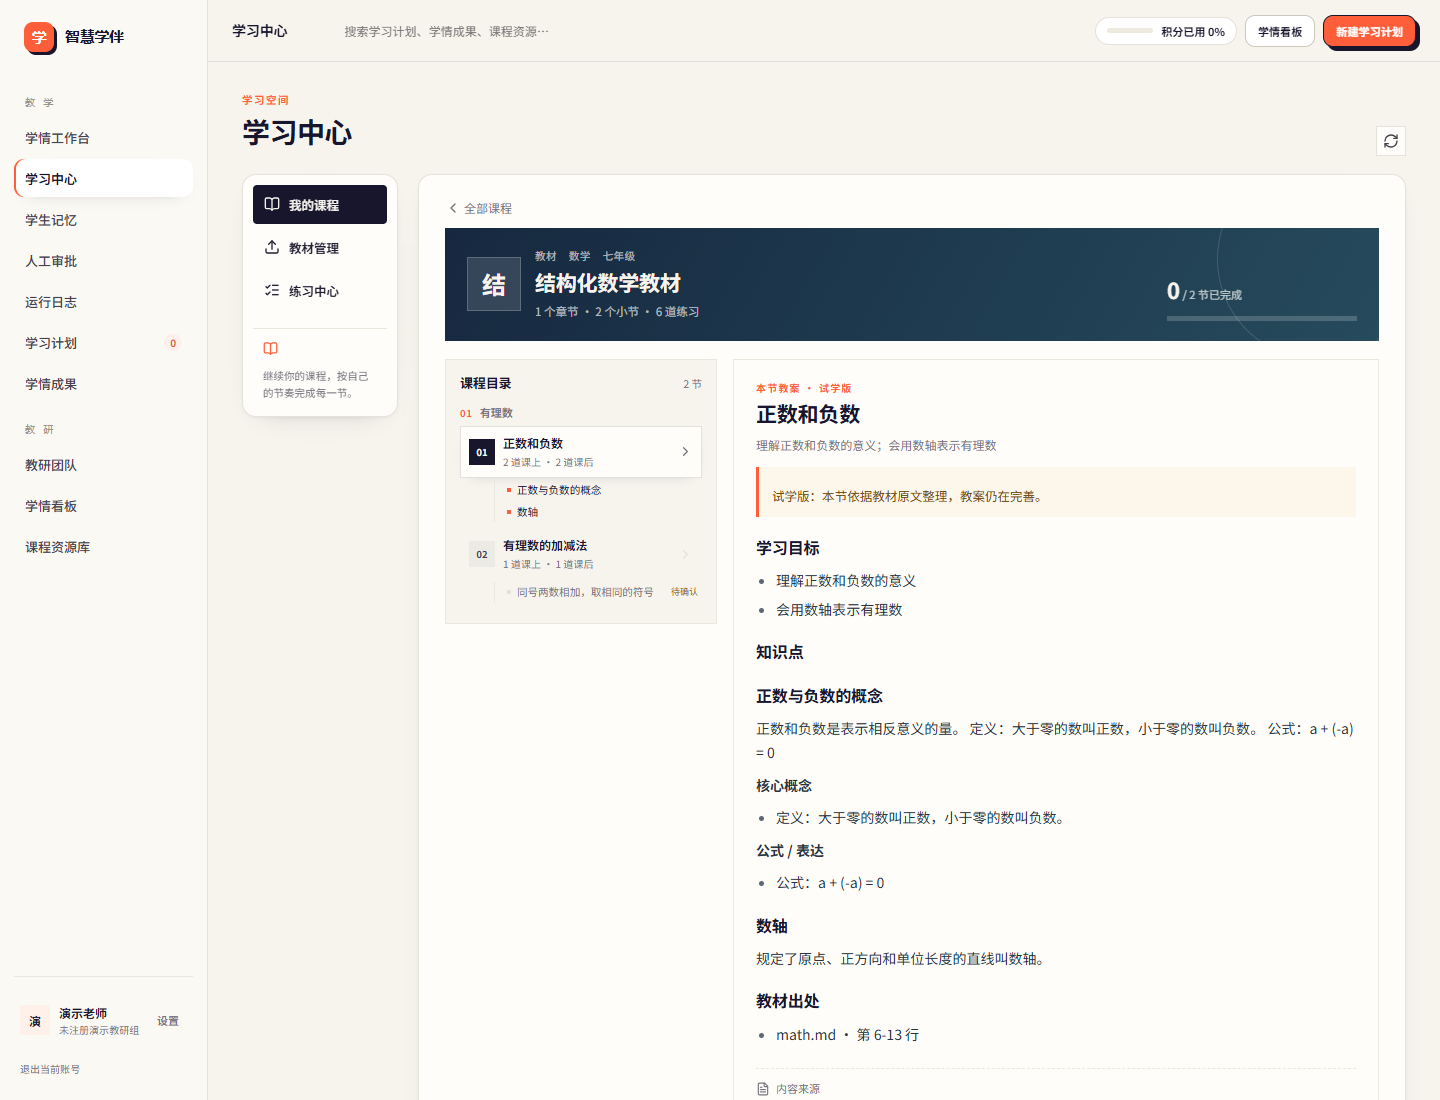 学
智慧学伴
教 学
学情工作台
学习中心
学生记忆
人工审批
运行日志
学习计划
0
学情成果
教 研
教研团队
学情看板
课程资源库
演
演示老师
未注册演示教研组
设置
退出当前账号
学习中心
搜索学习计划、学情成果、课程资源…
积分已用 0%
学情看板
新建学习计划
学习空间
学习中心
我的课程
教材管理
练习中心
继续你的课程，按自己
的节奏完成每一节。
全部课程
结
教材 数学 七年级
结构化数学教材
1 个章节 · 2 个小节 · 6 道练习
0 / 2 节已完成
课程目录
2 节
01 有理数
01
正数和负数
2 道课上 · 2 道课后
正数与负数的概念
数轴
02
有理数的加减法
1 道课上 · 1 道课后
同号两数相加，取相同的符号
待确认
本节教案 · 试学版
正数和负数
理解正数和负数的意义；会用数轴表示有理数
试学版：本节依据教材原文整理，教案仍在完善。
学习目标
理解正数和负数的意义
会用数轴表示有理数
知识点
正数与负数的概念
正数和负数是表示相反意义的量。 定义：大于零的数叫正数，小于零的数叫负数。 公式：a + (-a)
= 0
核心概念
定义：大于零的数叫正数，小于零的数叫负数。
公式 / 表达
公式：a + (-a) = 0
数轴
规定了原点、正方向和单位长度的直线叫数轴。
教材出处
math.md · 第 6-13 行
内容来源